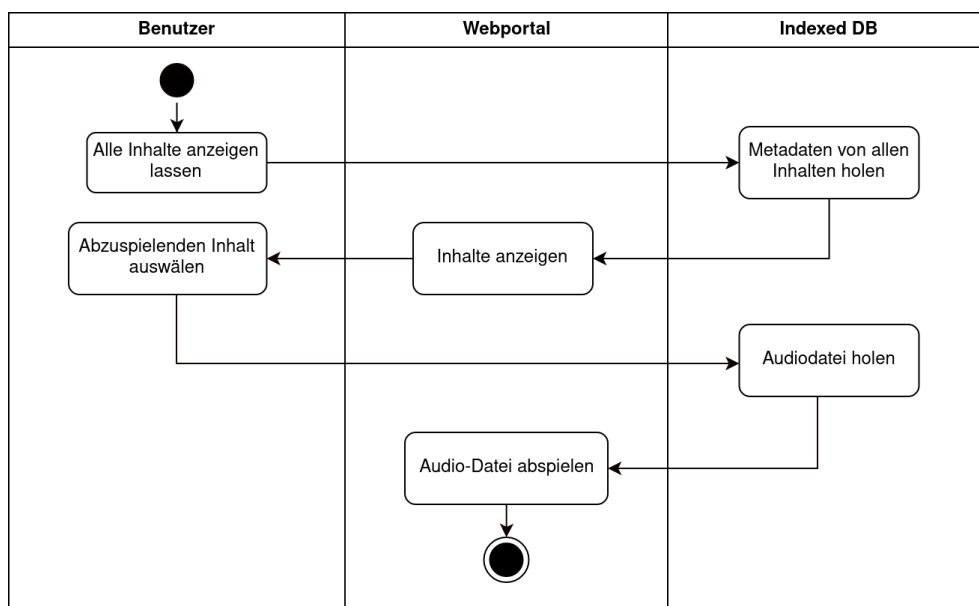 Benutzer
Webportal
Indexed DB
Alle Inhalte anzeigen
lassen
Metadaten von allen
Inhalten holen
Abzuspielenden Inhalt
auswälen
Inhalte anzeigen
Audiodatei holen
Audio-Datei abspielen